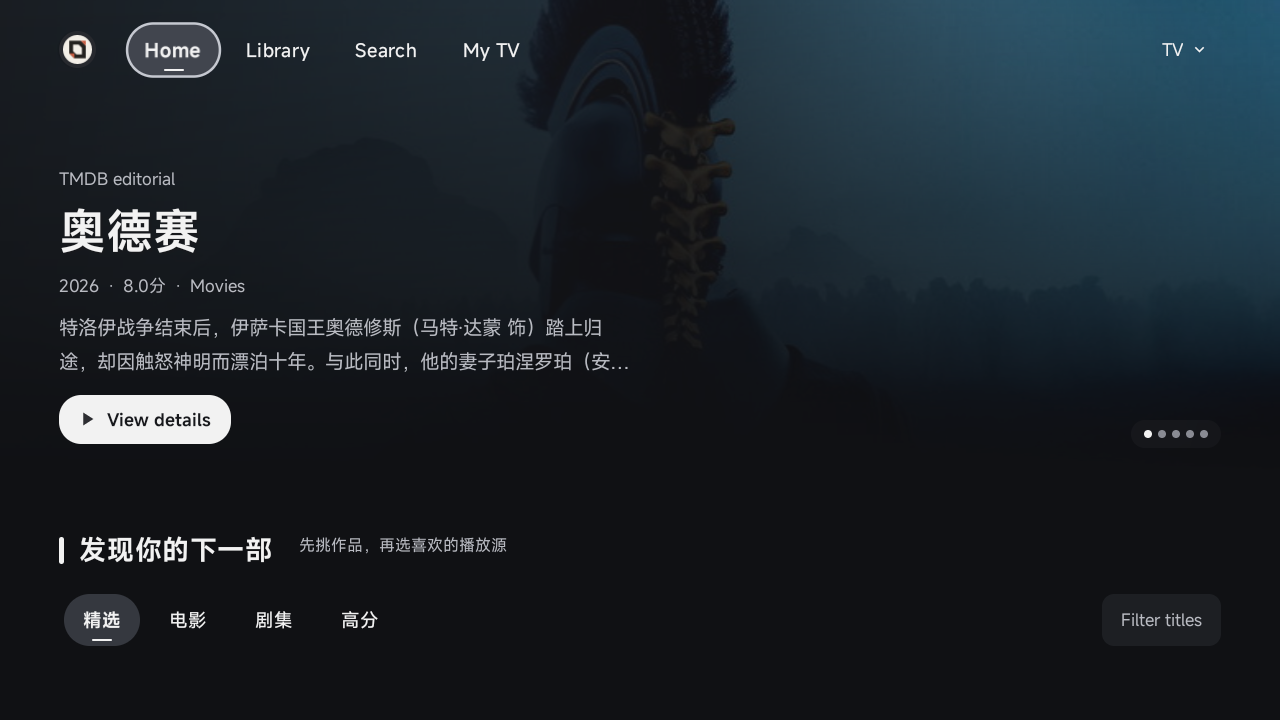 Home
Library
Search
My TV
TV
TMDB editorial
奥德赛
2026 · 8.0分 · Movies
特洛伊战争结束后，伊萨卡国王奥德修斯（马特·达蒙 饰）踏上归
途，却因触怒神明而漂泊十年。与此同时，他的妻子珀涅罗珀（安…
View details
发现你的下一部
先挑作品，再选喜欢的播放源
精选
电影
剧集
高分
Filter titles